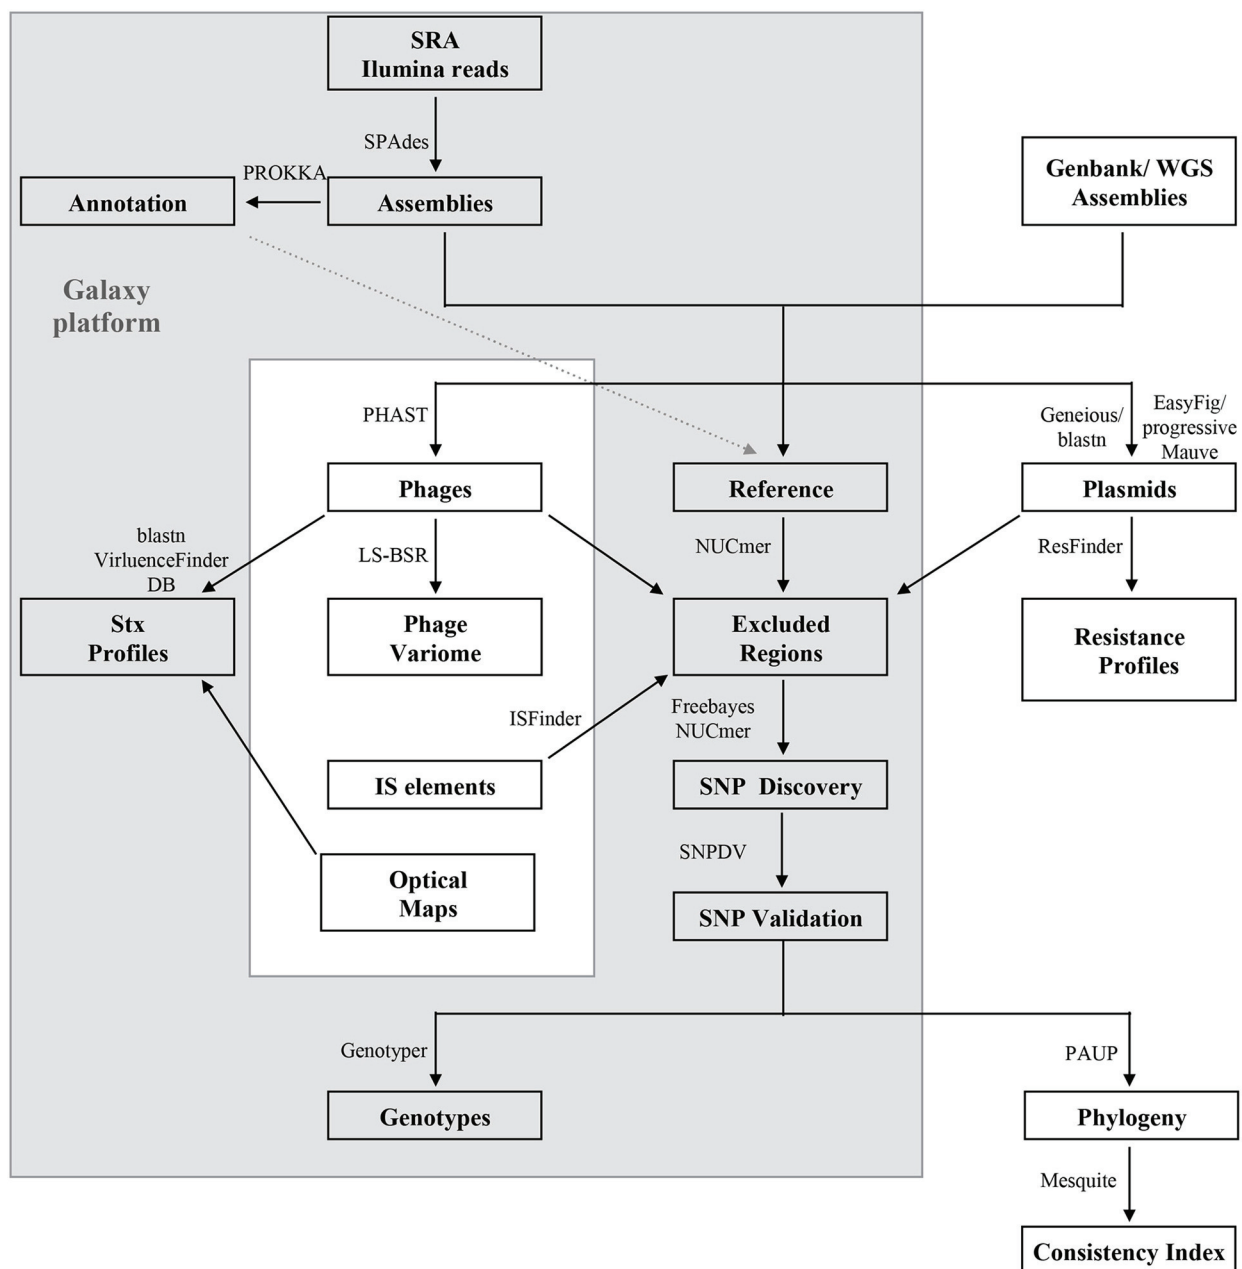 SRA
Ilumina reads
SPAdes
PROKKA
Annotation
Assemblies
Genbank/ WGS
Assemblies
Galaxy
platform
PHAST
Geneious/
blastn
EasyFig/
progressive
Mauve
Phages
Reference
Plasmids
blastn
VirluenceFinder
DB
LS-BSR
NUCmer
ResFinder
Stx
Profiles
Phage
Variome
Excluded
Regions
Resistance
Profiles
ISFinder
Freebayes
NUCmer
IS elements
SNP Discovery
SNPDV
Optical
Maps
SNP Validation
Genotyper
PAUP
Genotypes
Phylogeny
Mesquite
Consistency Index